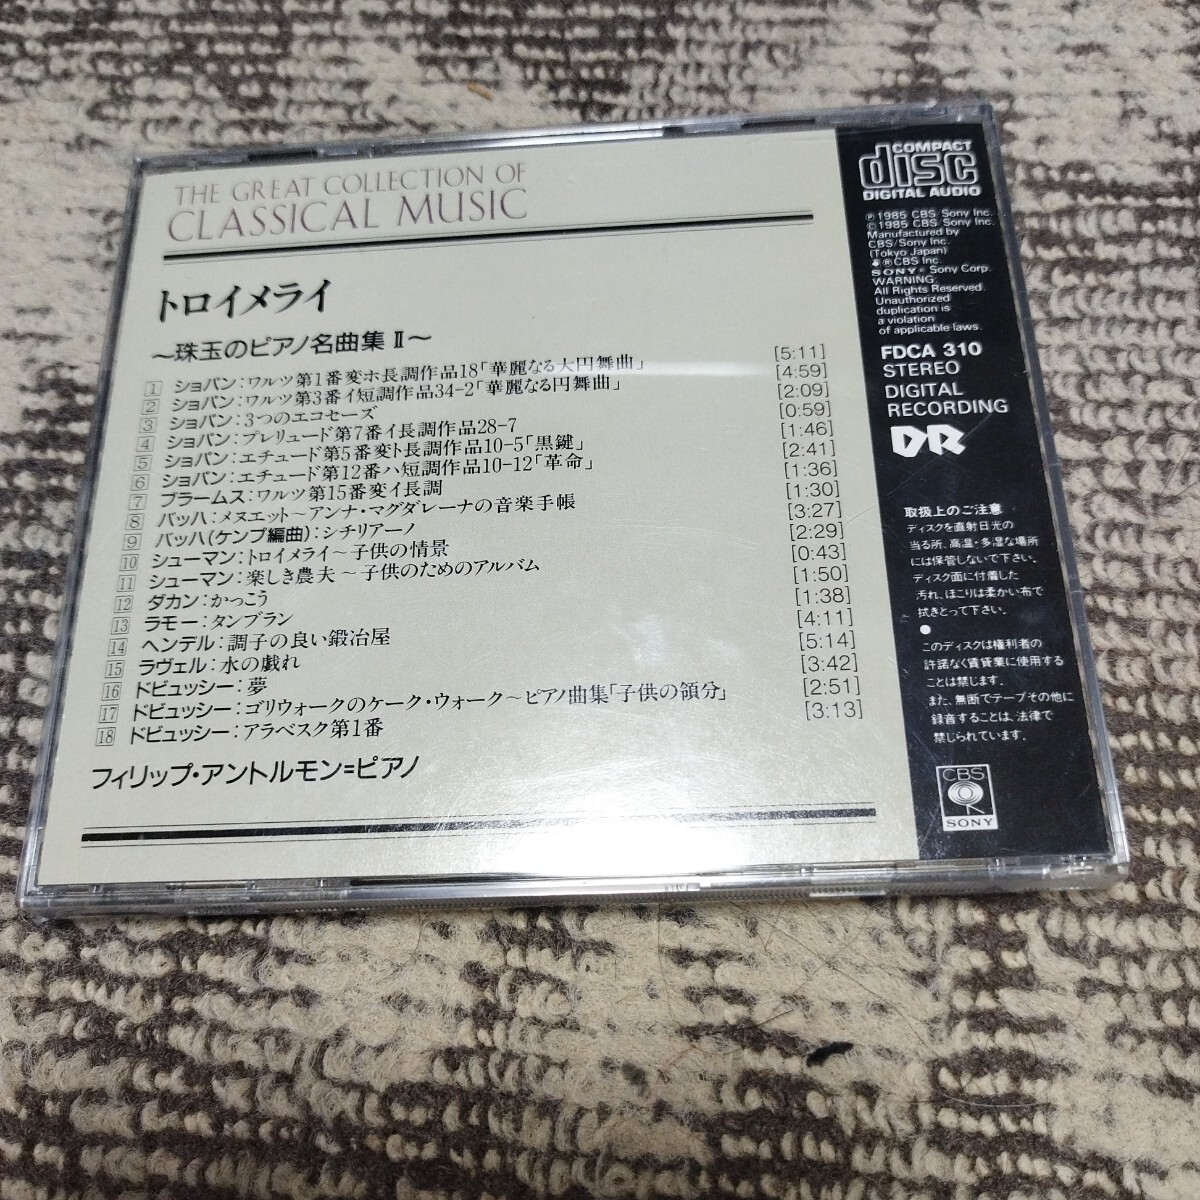 THE GREAT COLLECTION OF
CLASSICAL MUSIC
トロイメライ
～珠玉のピアノ名曲集 II～
1 ショパン:ワルツ第1番変ホ長調作品18「華麗なる大円舞曲」 [5:11]
2 ショパン:ワルツ第3番イ短調作品34-2「華麗なる円舞曲」 [4:59]
3 ショパン:3つのエコセーズ [2:09]
4 ショパン:プレリュード第7番イ長調作品28-7 [0:59]
5 ショパン:エチュード第5番変ト長調作品10-5「黒鍵」 [1:46]
6 ショパン:エチュード第12番ハ短調作品10-12「革命」 [2:41]
7 ブラームス:ワルツ第15番変イ長調 [1:36]
8 バッハ:メヌエット～アンナ・マグダレーナの音楽手帳 [1:30]
9 バッハ(ケンプ編曲):シチリアーノ [3:27]
10 シューマン:トロイメライ～子供の情景 [2:29]
11 シューマン:楽しき農夫～子供のためのアルバム [0:43]
12 ダカン:かっこう [1:50]
13 ラモー:タンブラン [1:38]
14 ヘンデル:調子の良い鍛冶屋 [4:11]
15 ラヴェル:水の戯れ [5:14]
16 ドビュッシー:夢 [3:42]
17 ドビュッシー:ゴリウォークのケーク・ウォーク～ピアノ曲集「子供の領分」 [2:51]
18 ドビュッシー:アラベスク第1番 [3:13]
フィリップ・アントルモン=ピアノ
COMPACT
disc
DIGITAL AUDIO
℗1985 CBS/Sony Inc.
©1985 CBS/Sony Inc.
Manufactured by
CBS/Sony Inc.
(Tokyo Japan)
®CBS Inc.
SONY® Sony Corp.
WARNING:
All Rights Reserved.
Unauthorized
duplication is
a violation
of applicable laws.
FDCA 310
STEREO
DIGITAL
RECORDING
DR
取扱上のご注意
ディスクを直射日光の
当る所、高温・多湿な場所
には保管しないで下さい。
ディスク面に付着した
汚れ、ほこりは柔かい布で
拭きとって下さい。
●
このディスクは権利者の
許諾なく賃貸業に使用する
ことは禁じます。
また、無断でテープその他に
録音することは、法律で
禁じられています。
CBS
SONY